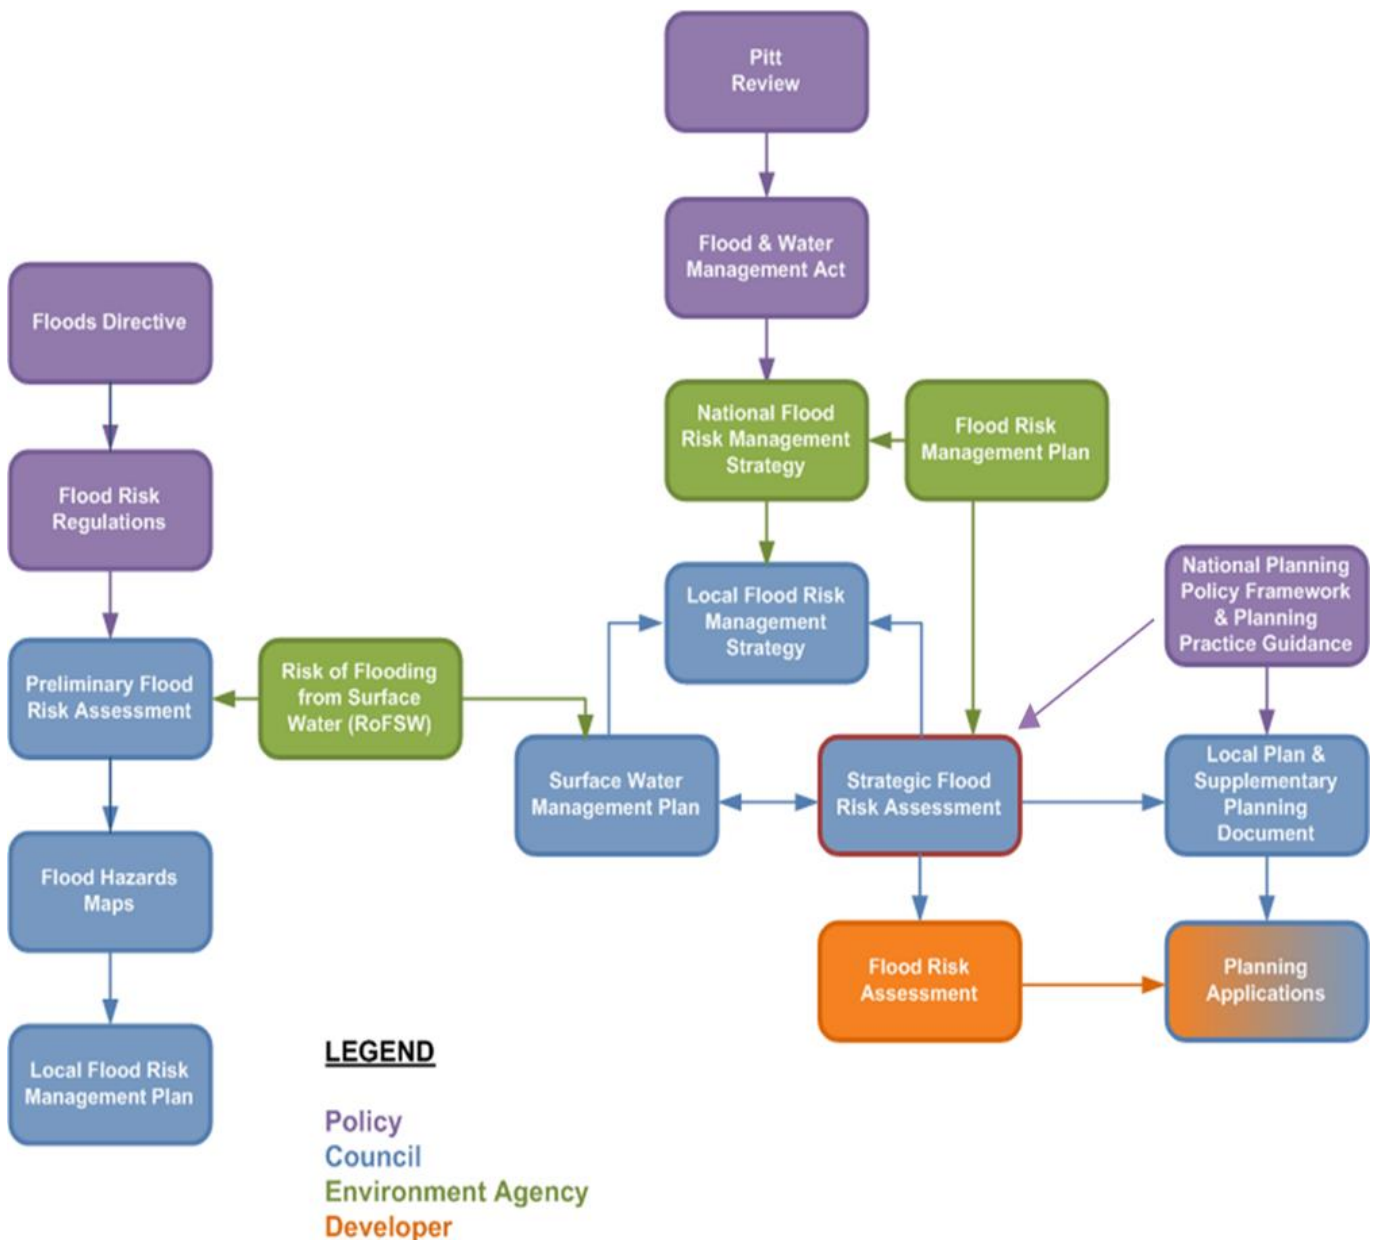 Pitt
Review
Flood & Water
Management Act
Floods Directive
National Flood
Risk Management
Strategy
Flood Risk
Management Plan
Flood Risk
Regulations
National Planning
Policy Framework
& Planning
Practice Guidance
Local Flood Risk
Management
Strategy
Preliminary Flood
Risk Assessment
Risk of Flooding
from Surface
Water (RoFSW)
Surface Water
Management Plan
Strategic Flood
Risk Assessment
Local Plan &
Supplementary
Planning
Document
Flood Hazards
Maps
Flood Risk
Assessment
Planning
Applications
Local Flood Risk
Management Plan
LEGEND
Policy
Council
Environment Agency
Developer